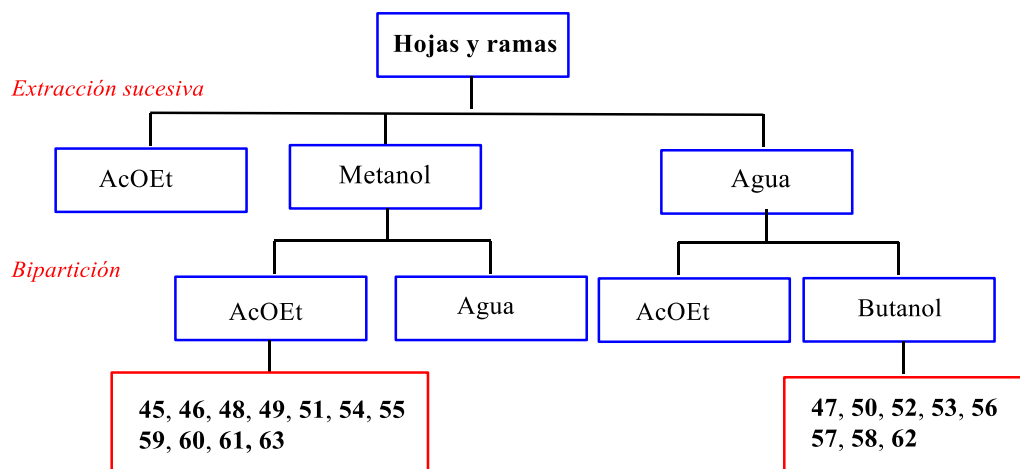 Hojas y ramas
Extracción sucesiva
AcOEt
Metanol
Agua
Bipartición
AcOEt
Agua
AcOEt
Butanol
45, 46, 48, 49, 51, 54, 55
59, 60, 61, 63
47, 50, 52, 53, 56
57, 58, 62